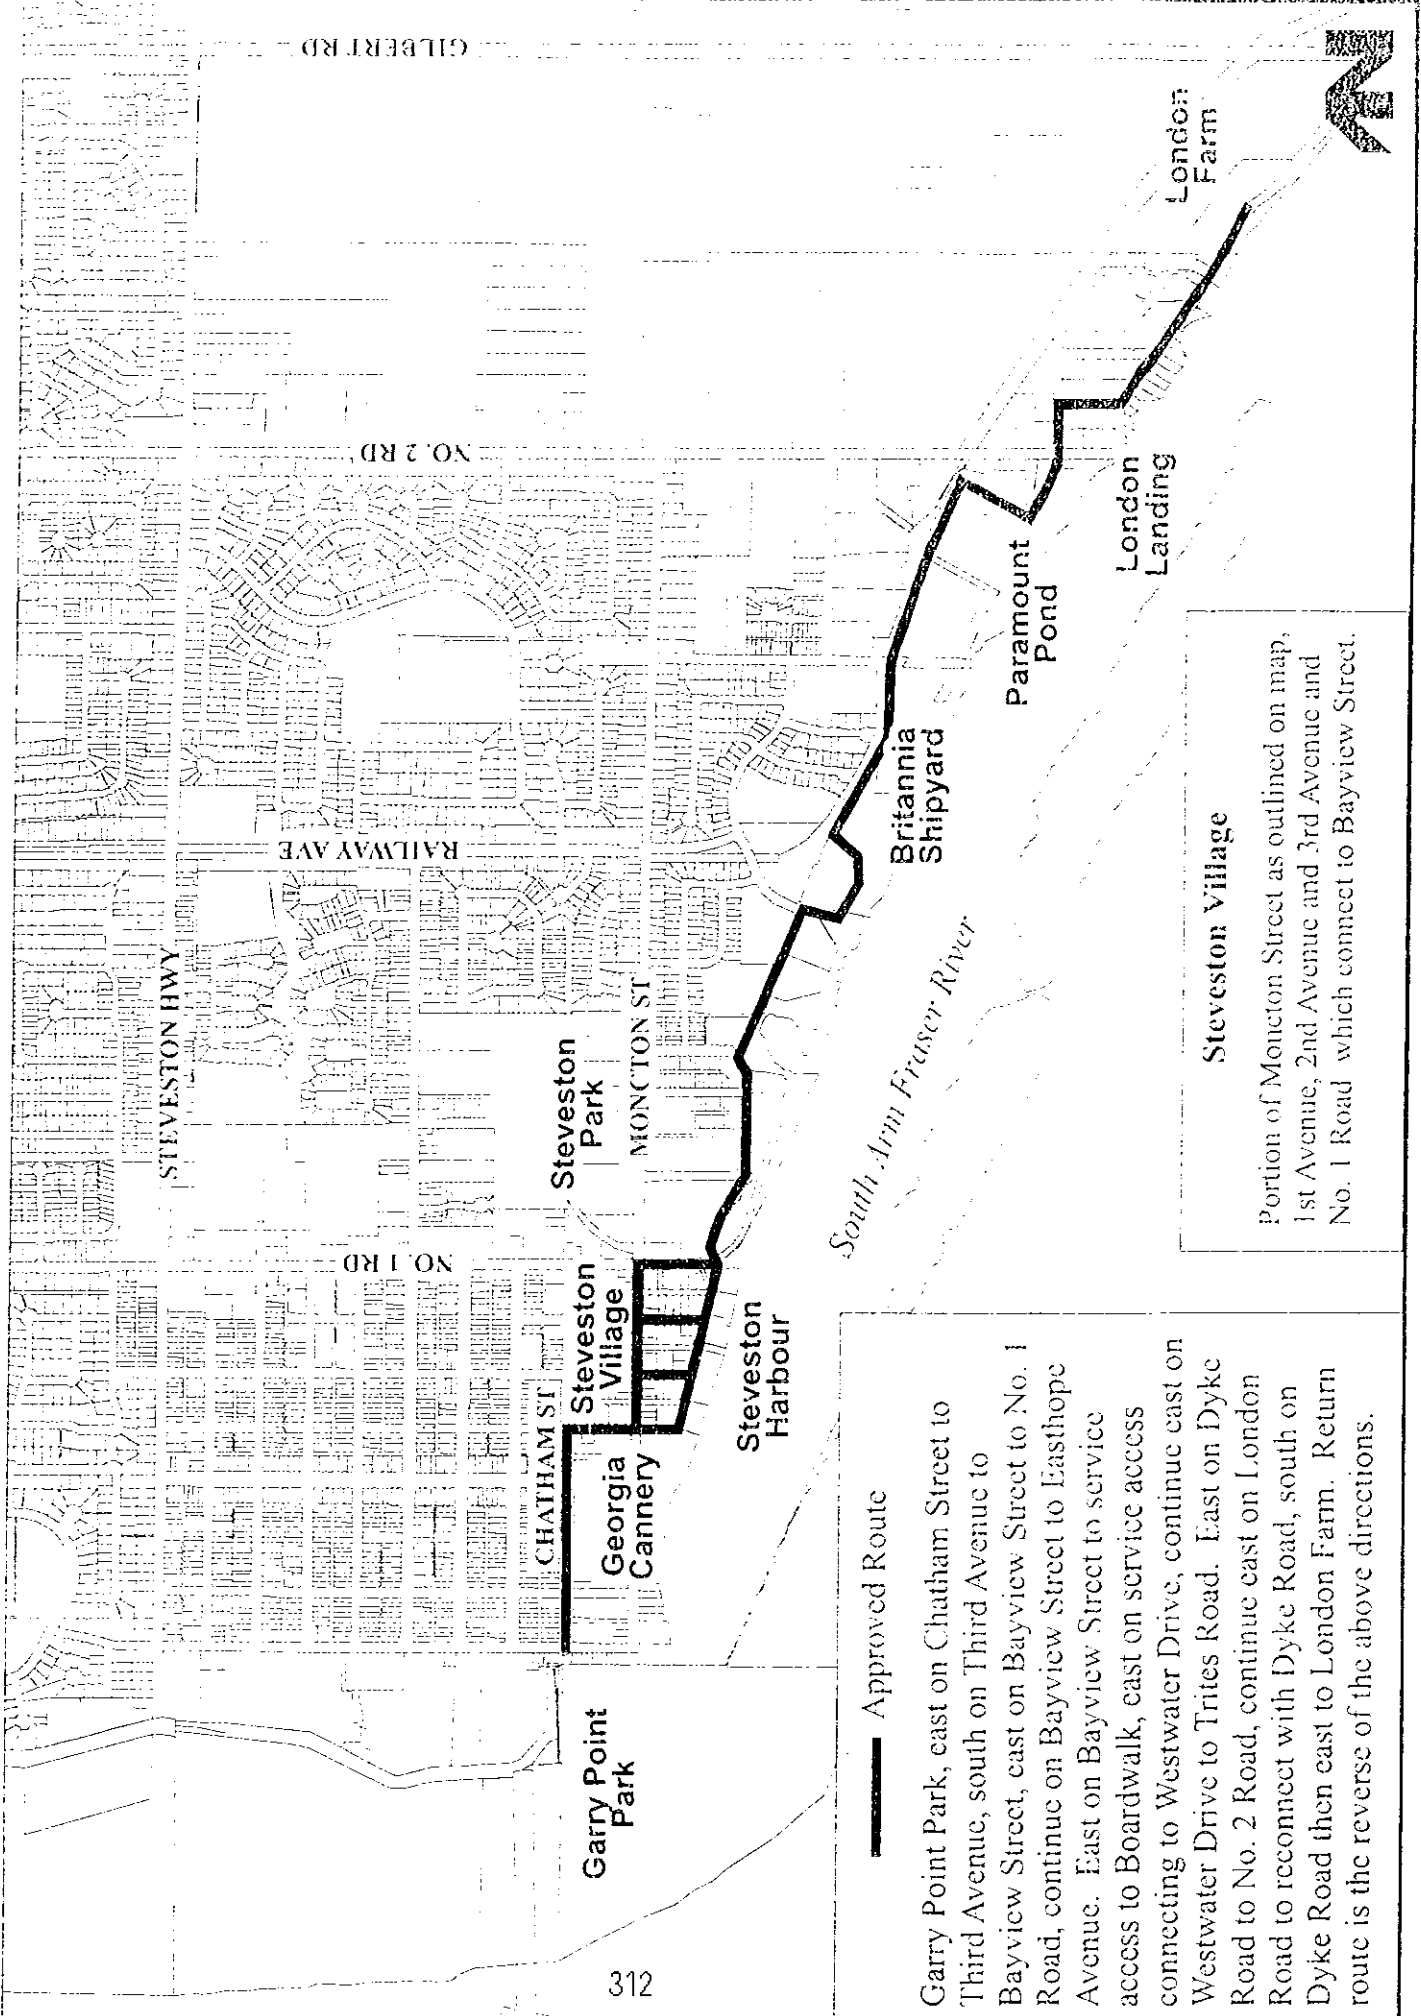 GILBERT RD
NO. 2 RD
RAILWAY AVE
STEVESTON HWY
NO. 1 RD
MONCTON ST
CHATHAM ST
London
Farm
London
Landing
Paramount
Pond
Britannia
Shipyard
South Arm Fraser River
Steveston
Park
Steveston
Village
Steveston
Harbour
Georgia
Cannery
Garry Point
Park
Approved Route
Garry Point Park, east on Chatham Street to
Third Avenue, south on Third Avenue to
Bayview Street, east on Bayview Street to No. 1
Road, continue on Bayview Street to Easthope
Avenue. East on Bayview Street to service
access to Boardwalk, east on service access
connecting to Westwater Drive, continue east on
Westwater Drive to Trites Road. East on Dyke
Road to No. 2 Road, continue east on London
Road to reconnect with Dyke Road, south on
Dyke Road then east to London Farm. Return
route is the reverse of the above directions.
Steveston Village
Portion of Moncton Street as outlined on map,
1st Avenue, 2nd Avenue and 3rd Avenue and
No. 1 Road which connect to Bayview Street.
312